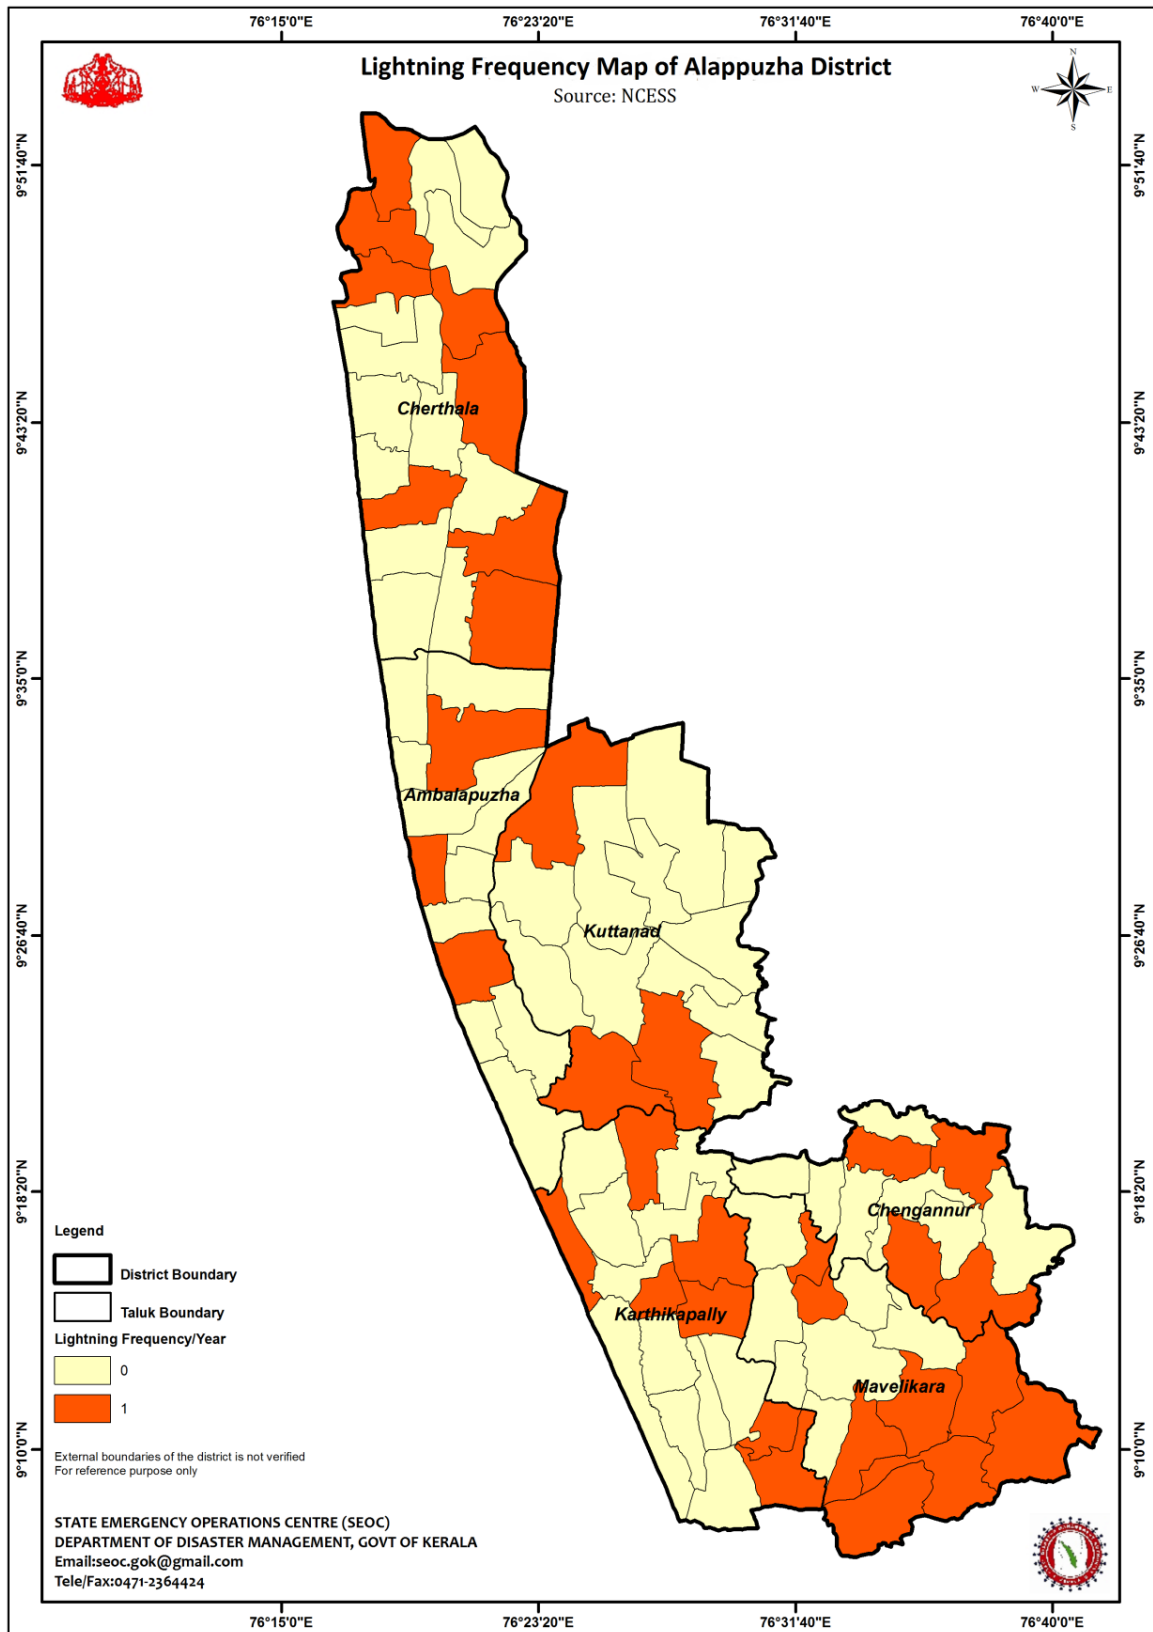 76°15'0"E 76°23'20"E 76°31'40"E 76°40'0"E
Lightning Frequency Map of Alappuzha District
Source: NCESS
N
W E
S
9°51'40"N 9°51'40"N
9°43'20"N 9°43'20"N
Cherthala
9°35'0"N 9°35'0"N
Ambalapuzha
Kuttanad
9°26'40"N 9°26'40"N
9°18'20"N 9°18'20"N
Chengannur
Legend
District Boundary
Taluk Boundary
Karthikapally
Lightning Frequency/Year
0
Mavelikara
1
9°10'0"N 9°10'0"N
External boundaries of the district is not verified
For reference purpose only
STATE EMERGENCY OPERATIONS CENTRE (SEOC)
DEPARTMENT OF DISASTER MANAGEMENT, GOVT OF KERALA
Email:seoc.gok@gmail.com
Tele/Fax:0471-2364424
76°15'0"E 76°23'20"E 76°31'40"E 76°40'0"E